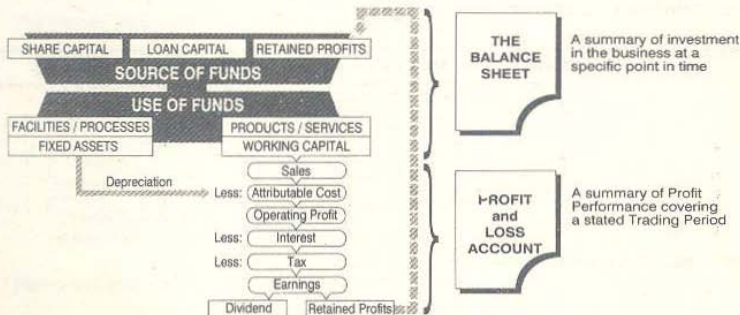 SHARE CAPITAL
LOAN CAPITAL
RETAINED PROFITS
SOURCE OF FUNDS
USE OF FUNDS
FACILITIES / PROCESSES
PRODUCTS / SERVICES
FIXED ASSETS
WORKING CAPITAL
Sales
Depreciation
Less: Attributable Cost
Operating Profit
Less: Interest
Less: Tax
Earnings
Dividend
Retained Profits
THE
BALANCE
SHEET
A summary of investment
in the business at a
specific point in time
PROFIT
and
LOSS
ACCOUNT
A summary of Profit
Performance covering
a stated Trading Period